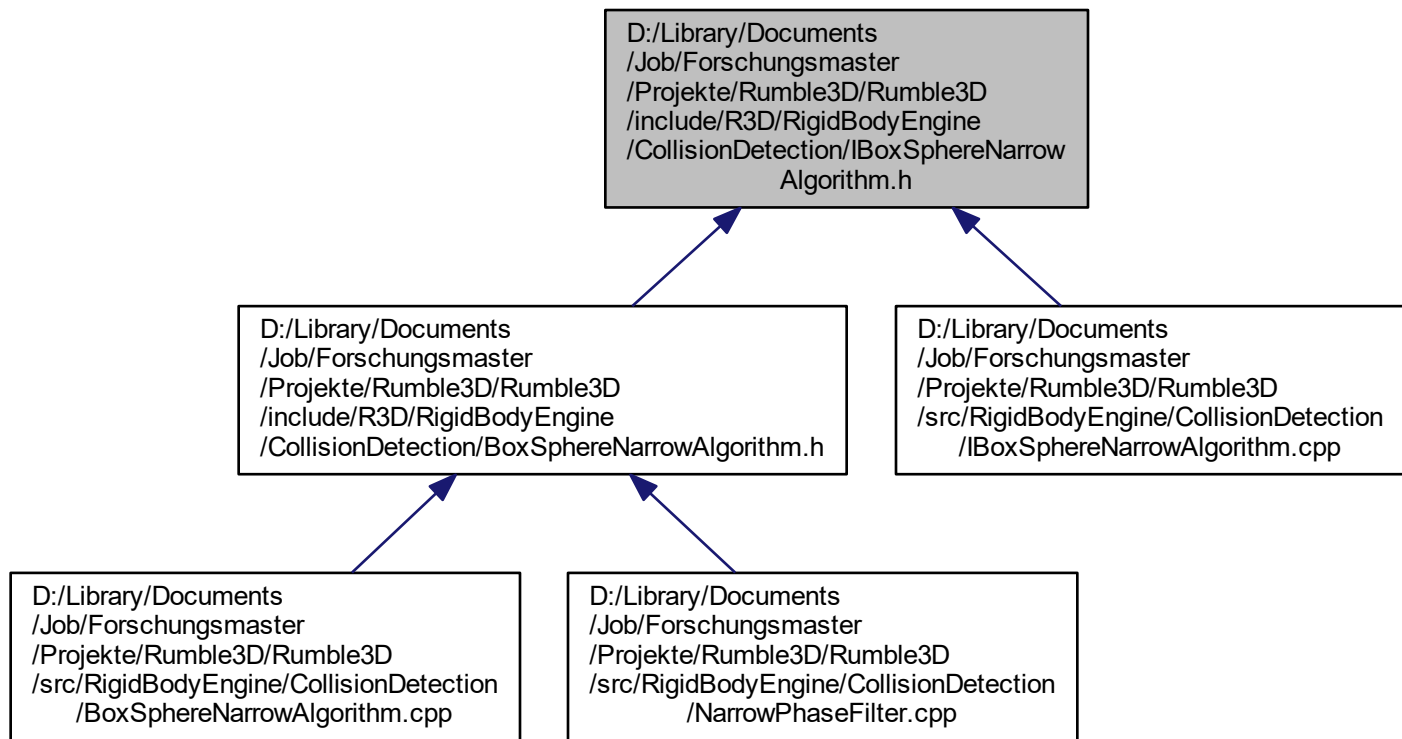 D:/Library/Documents
/Job/Forschungsmaster
/Projekte/Rumble3D/Rumble3D
/include/R3D/RigidBodyEngine
/CollisionDetection/IBoxSphereNarrow
Algorithm.h
D:/Library/Documents
/Job/Forschungsmaster
/Projekte/Rumble3D/Rumble3D
/include/R3D/RigidBodyEngine
/CollisionDetection/BoxSphereNarrowAlgorithm.h
D:/Library/Documents
/Job/Forschungsmaster
/Projekte/Rumble3D/Rumble3D
/src/RigidBodyEngine/CollisionDetection
/IBoxSphereNarrowAlgorithm.cpp
D:/Library/Documents
/Job/Forschungsmaster
/Projekte/Rumble3D/Rumble3D
/src/RigidBodyEngine/CollisionDetection
/BoxSphereNarrowAlgorithm.cpp
D:/Library/Documents
/Job/Forschungsmaster
/Projekte/Rumble3D/Rumble3D
/src/RigidBodyEngine/CollisionDetection
/NarrowPhaseFilter.cpp